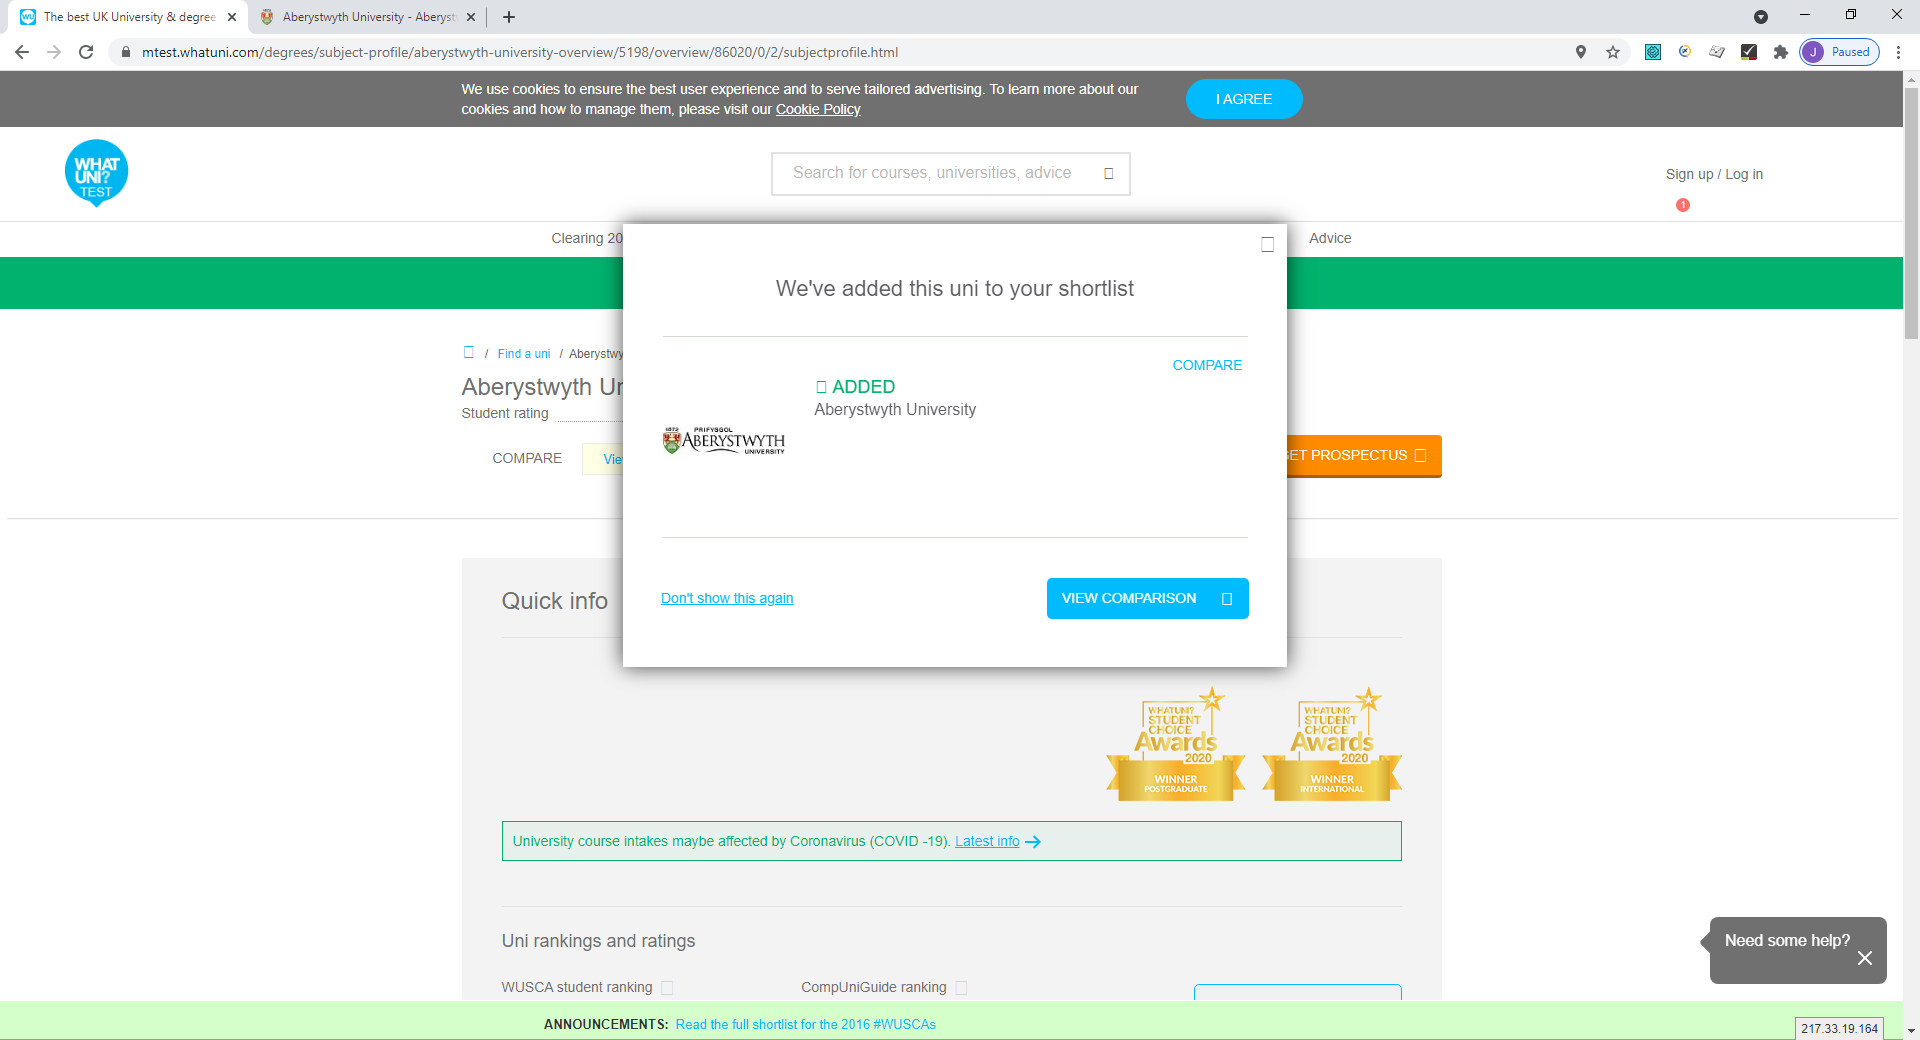 The best UK University & degree
Aberystwyth University - Aberyst
mtest.whatuni.com/degrees/subject-profile/aberystwyth-university-overview/5198/overview/86020/0/2/subjectprofile.html
J Paused
We use cookies to ensure the best user experience and to serve tailored advertising. To learn more about our
cookies and how to manage them, please visit our Cookie Policy
I AGREE
WHAT
UNI?
TEST
Search for courses, universities, advice
Sign up / Log in
1
Clearing 20
Advice
We've added this uni to your shortlist
/ Find a uni / Aberystwy
Aberystwyth Un
Student rating
COMPARE
Vie
COMPARE
ADDED
Aberystwyth University
1872 PRIFYSGOL
ABERYSTWYTH
UNIVERSITY
GET PROSPECTUS
Don't show this again
VIEW COMPARISON
Quick info
WHATUNI?
STUDENT
CHOICE
Awards
2020
WINNER
POSTGRADUATE
WHATUNI?
STUDENT
CHOICE
Awards
2020
WINNER
INTERNATIONAL
University course intakes maybe affected by Coronavirus (COVID -19). Latest info →
Uni rankings and ratings
WUSCA student ranking
CompUniGuide ranking
Need some help?
ANNOUNCEMENTS: Read the full shortlist for the 2016 #WUSCAs
217.33.19.164